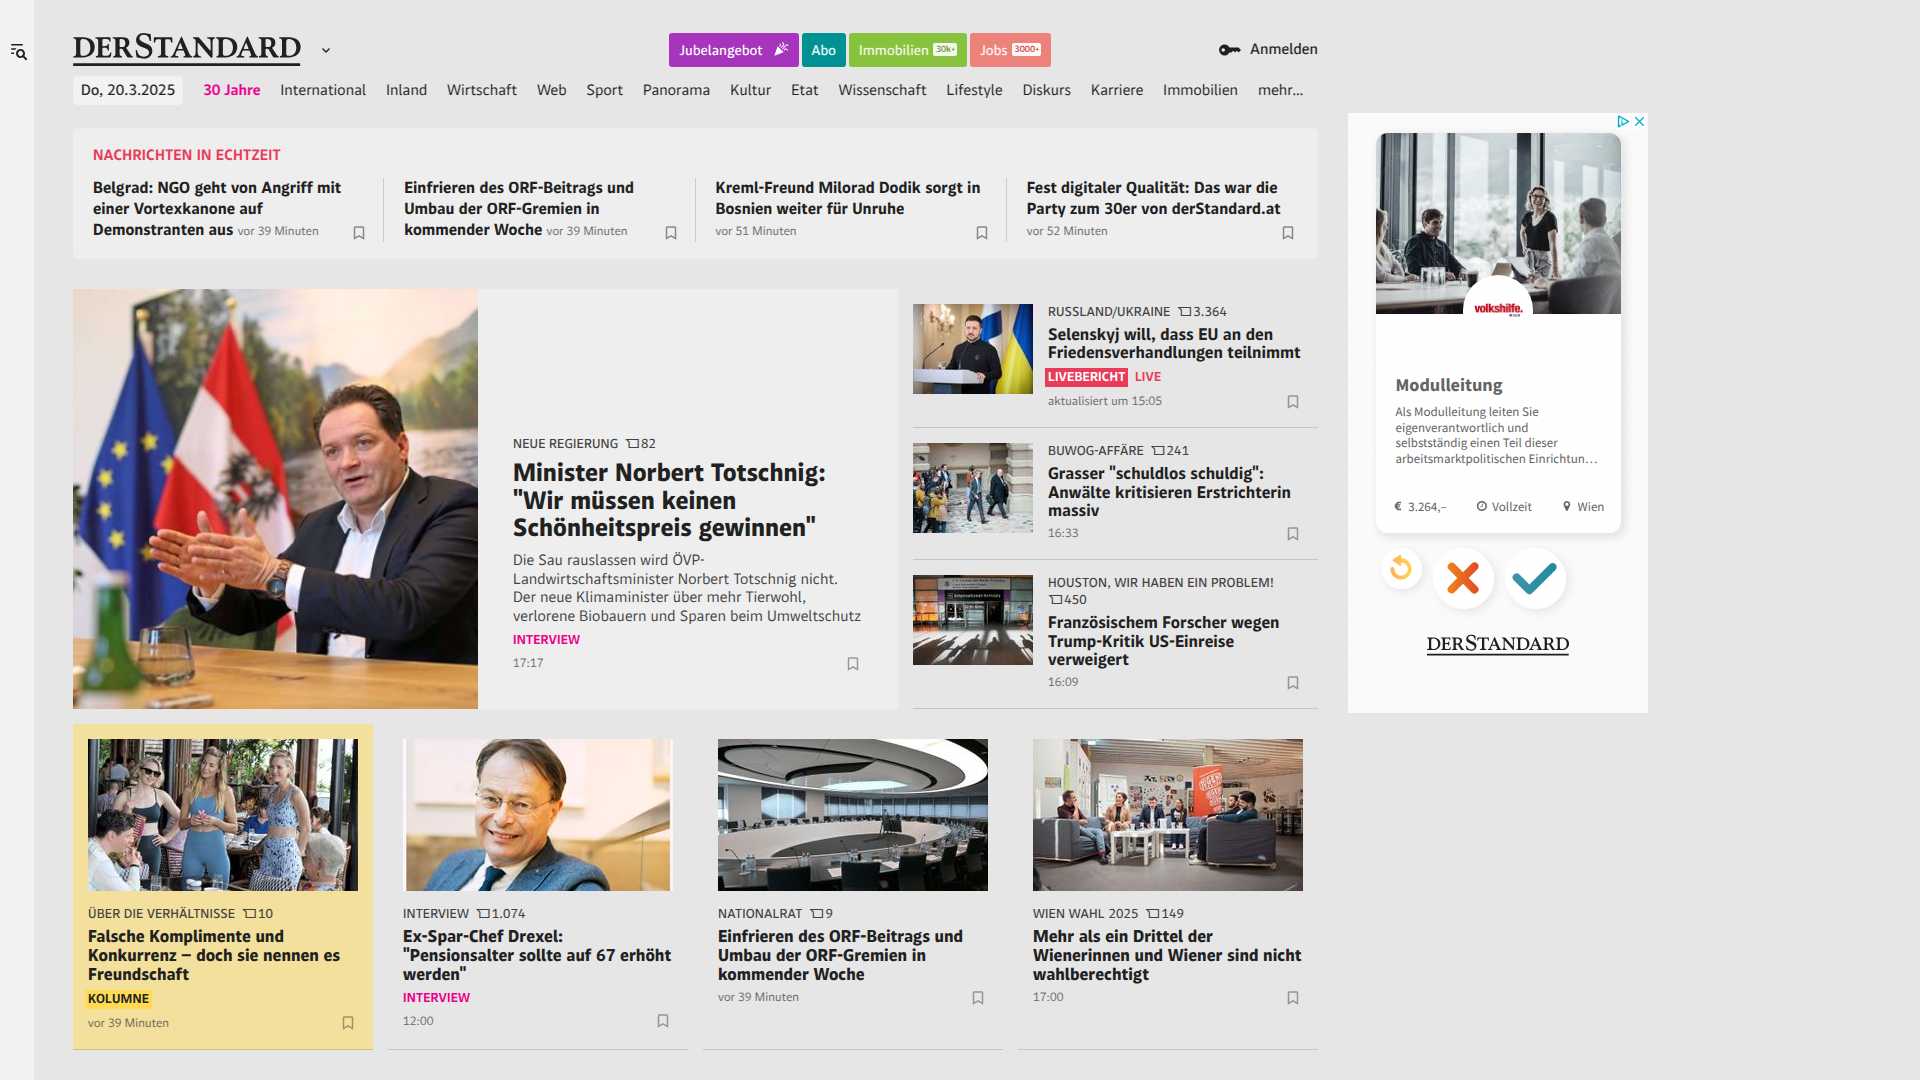 DERSTANDARD
Jubelangebot
Abo
Immobilien 30k+
Jobs 3000+
Anmelden
Do, 20.3.2025
30 Jahre
International
Inland
Wirtschaft
Web
Sport
Panorama
Kultur
Etat
Wissenschaft
Lifestyle
Diskurs
Karriere
Immobilien
mehr...
NACHRICHTEN IN ECHTZEIT
Belgrad: NGO geht von Angriff mit
einer Vortexkanone auf
Demonstranten aus vor 39 Minuten
Einfrieren des ORF-Beitrags und
Umbau der ORF-Gremien in
kommender Woche vor 39 Minuten
Kreml-Freund Milorad Dodik sorgt in
Bosnien weiter für Unruhe
vor 51 Minuten
Fest digitaler Qualität: Das war die
Party zum 30er von derStandard.at
vor 52 Minuten
NEUE REGIERUNG 82
Minister Norbert Totschnig:
"Wir müssen keinen
Schönheitspreis gewinnen"
Die Sau rauslassen wird ÖVP-
Landwirtschaftsminister Norbert Totschnig nicht.
Der neue Klimaminister über mehr Tierwohl,
verlorene Biobauern und Sparen beim Umweltschutz
INTERVIEW
17:17
RUSSLAND/UKRAINE 3.364
Selenskyj will, dass EU an den
Friedensverhandlungen teilnimmt
LIVEBERICHT LIVE
aktualisiert um 15:05
BUWOG-AFFÄRE 241
Grasser "schuldlos schuldig":
Anwälte kritisieren Erstrichterin
massiv
16:33
HOUSTON, WIR HABEN EIN PROBLEM!
450
Französischem Forscher wegen
Trump-Kritik US-Einreise
verweigert
16:09
volkshilfe.
Modulleitung
Als Modulleitung leiten Sie
eigenverantwortlich und
selbstständig einen Teil dieser
arbeitsmarktpolitischen Einrichtun...
€ 3.264,–
Vollzeit
Wien
DERSTANDARD
ÜBER DIE VERHÄLTNISSE 10
Falsche Komplimente und
Konkurrenz – doch sie nennen es
Freundschaft
KOLUMNE
vor 39 Minuten
INTERVIEW 1.074
Ex-Spar-Chef Drexel:
"Pensionsalter sollte auf 67 erhöht
werden"
INTERVIEW
12:00
NATIONALRAT 9
Einfrieren des ORF-Beitrags und
Umbau der ORF-Gremien in
kommender Woche
vor 39 Minuten
WIEN WAHL 2025 149
Mehr als ein Drittel der
Wienerinnen und Wiener sind nicht
wahlberechtigt
17:00